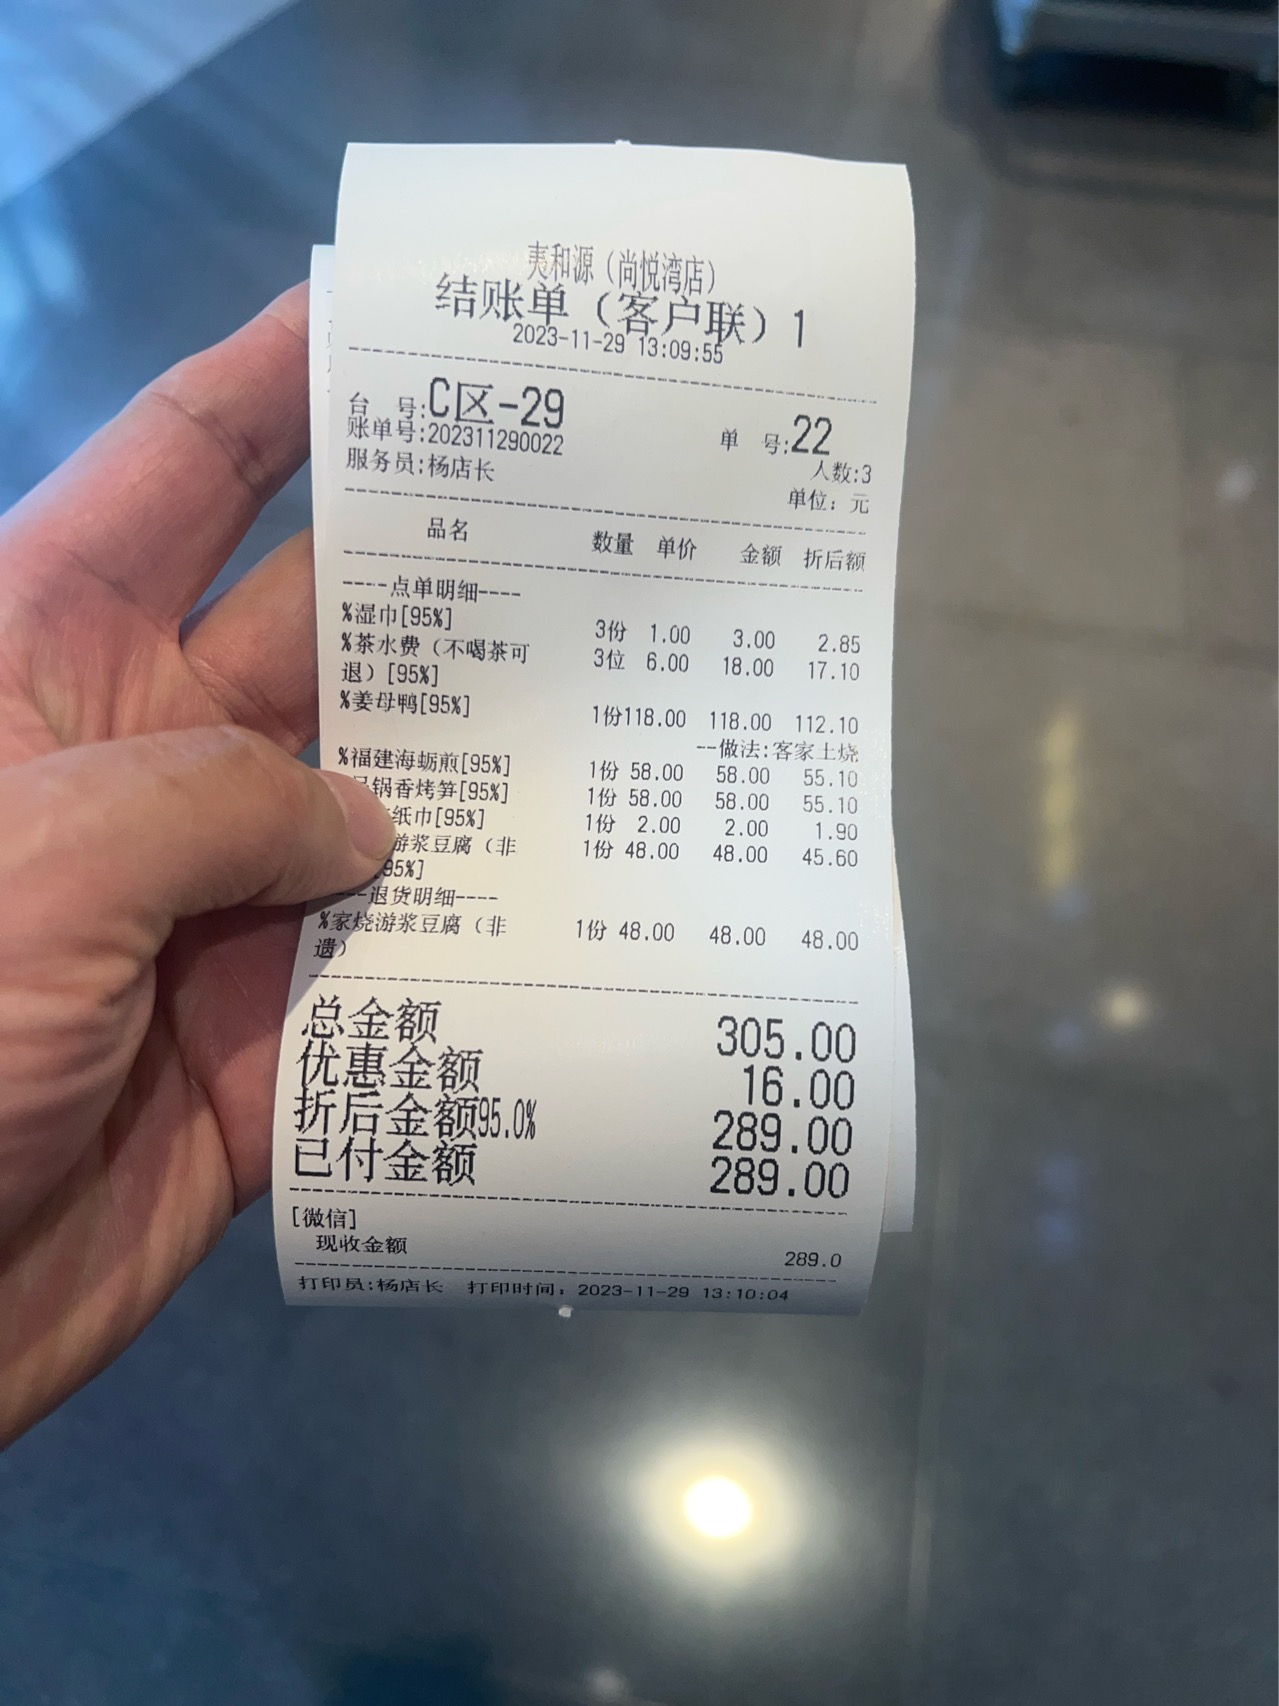 夷和源（尚悦湾店）
结账单（客户联）1
2023-11-29 13:09:55
台 号:C区-29 单 号:22
账单号:202311290022
服务员:杨店长 人数:3
单位: 元
品名 数量 单价 金额 折后额
----点单明细----
%湿巾[95%] 3份 1.00 3.00 2.85
%茶水费（不喝茶可 3位 6.00 18.00 17.10
退）[95%]
%姜母鸭[95%] 1份118.00 118.00 112.10
--做法:客家土烧
%福建海蛎煎[95%] 1份 58.00 58.00 55.10
锅香烤笋[95%] 1份 58.00 58.00 55.10
纸巾[95%] 1份 2.00 2.00 1.90
游浆豆腐（非 1份 48.00 48.00 45.60
95%]
--退货明细----
%家烧游浆豆腐（非 1份 48.00 48.00 48.00
遗）
总金额 305.00
优惠金额 16.00
折后金额95.0% 289.00
已付金额 289.00
[微信]
现收金额 289.0
打印员:杨店长 打印时间: 2023-11-29 13:10:04